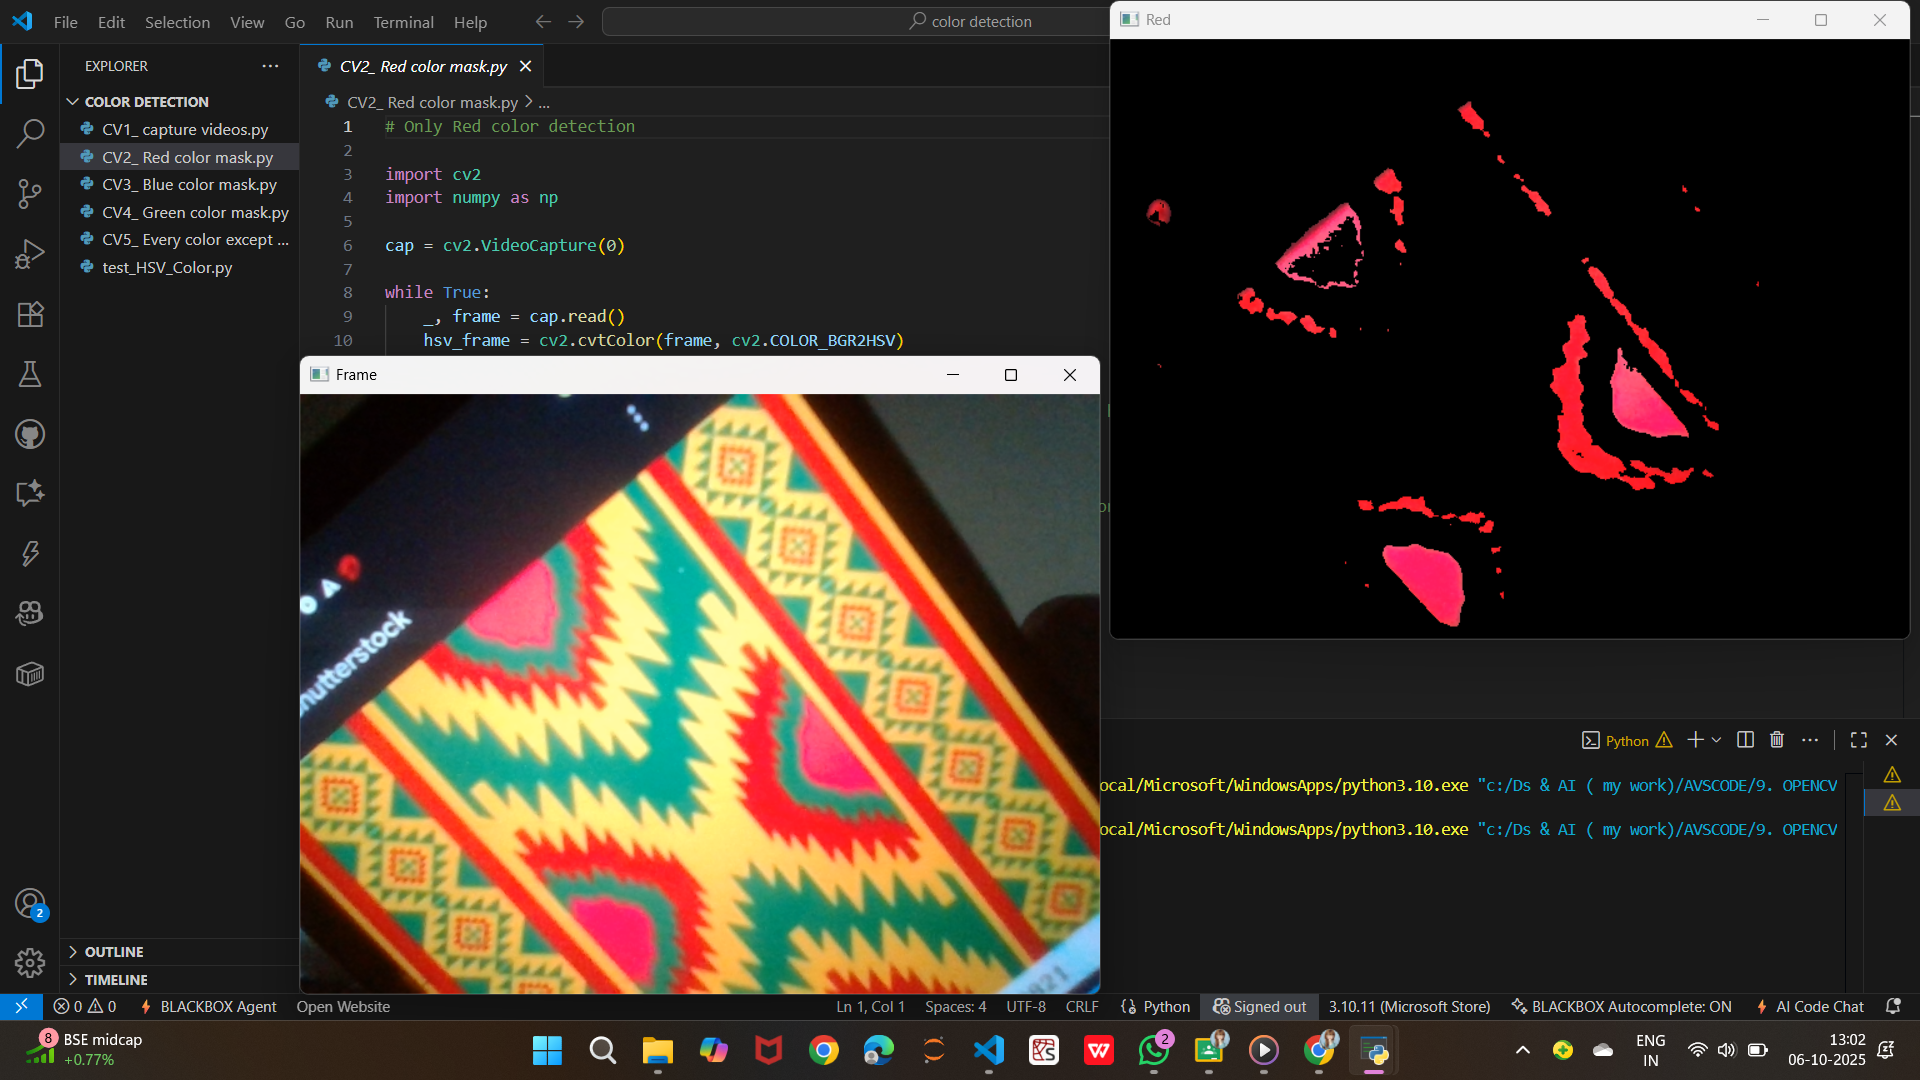 File Edit Selection View Go Run Terminal Help
color detection
Red
EXPLORER
CV2_ Red color mask.py
COLOR DETECTION
CV2_ Red color mask.py > ...
CV1_ capture videos.py
CV2_ Red color mask.py
CV3_ Blue color mask.py
CV4_ Green color mask.py
CV5_ Every color except ...
test_HSV_Color.py
1 # Only Red color detection
2
3 import cv2
4 import numpy as np
5
6 cap = cv2.VideoCapture(0)
7
8 while True:
9 _, frame = cap.read()
10 hsv_frame = cv2.cvtColor(frame, cv2.COLOR_BGR2HSV)
Frame
hutterstock
Python
ocal/Microsoft/WindowsApps/python3.10.exe "c:/Ds & AI ( my work)/AVSCODE/9. OPENCV
ocal/Microsoft/WindowsApps/python3.10.exe "c:/Ds & AI ( my work)/AVSCODE/9. OPENCV
OUTLINE
TIMELINE
2
0 0 BLACKBOX Agent Open Website Ln 1, Col 1 Spaces: 4 UTF-8 CRLF Python Signed out 3.10.11 (Microsoft Store) BLACKBOX Autocomplete: ON AI Code Chat
8
BSE midcap
+0.77%
2
ENG
IN
13:02
06-10-2025